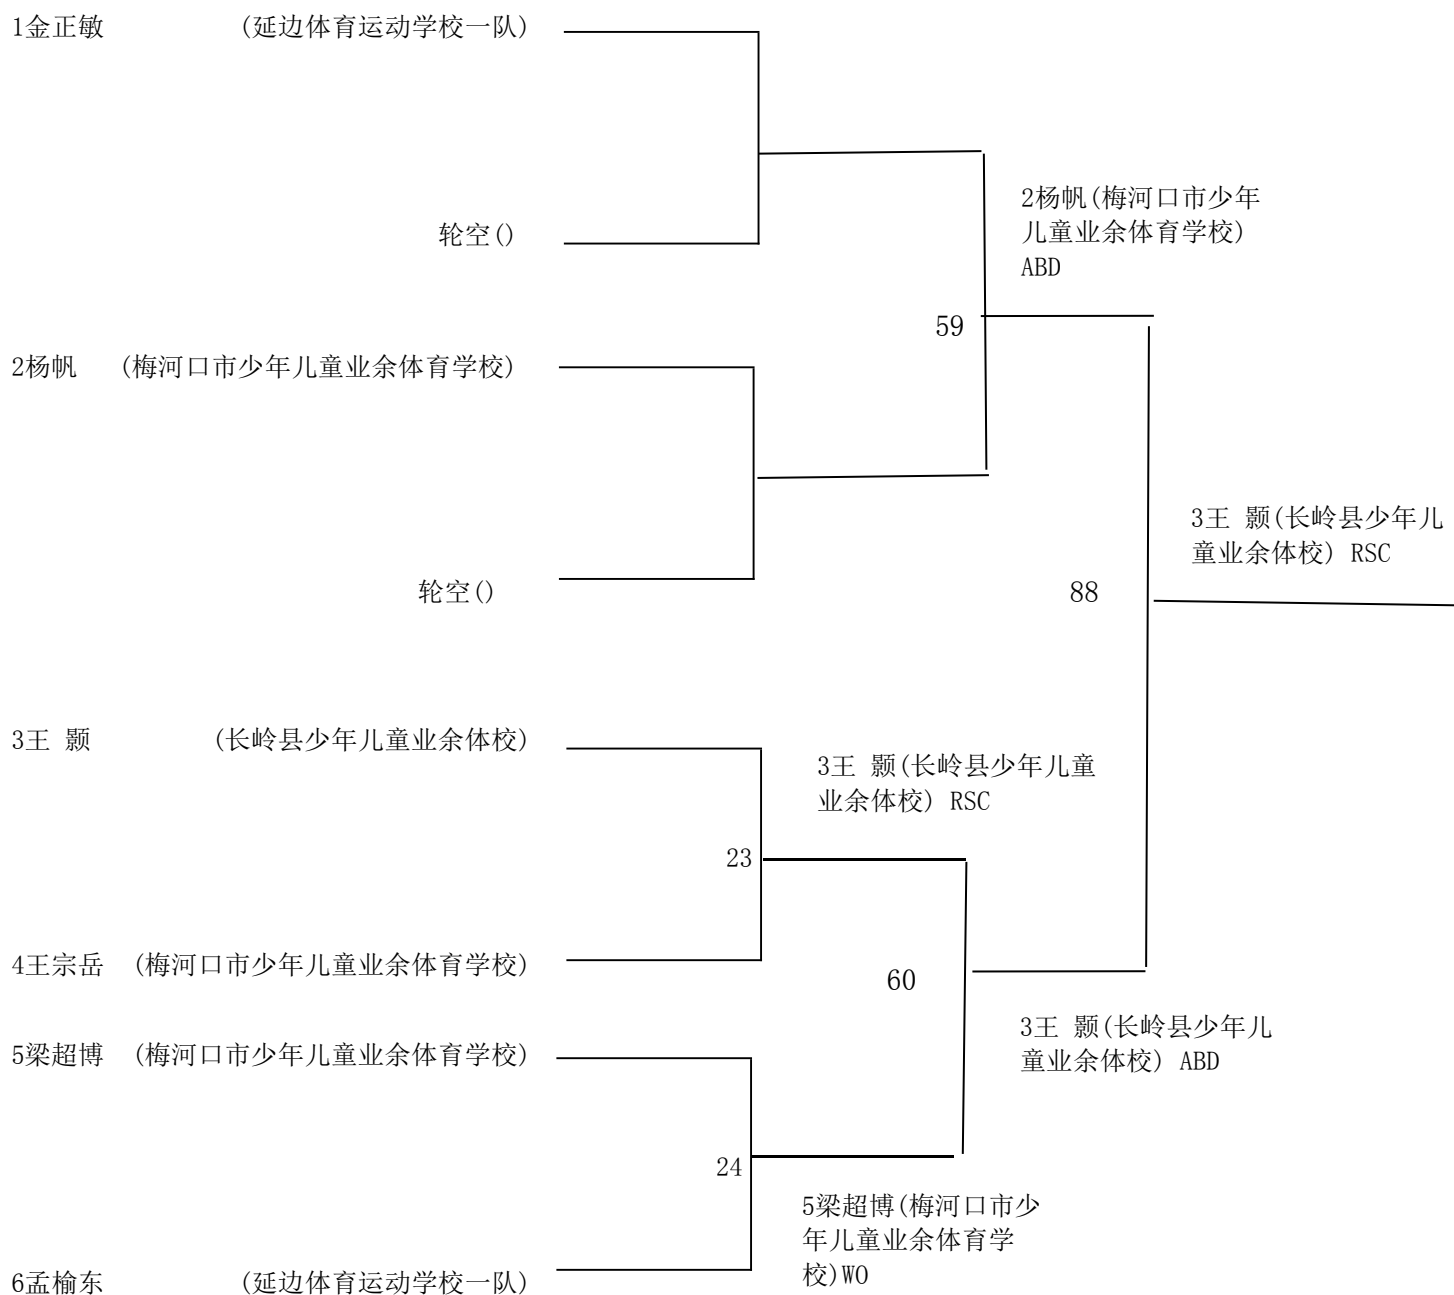 1金正敏 (延边体育运动学校一队)
轮空()
2杨帆(梅河口市少年
儿童业余体育学校)
ABD
59
2杨帆 (梅河口市少年儿童业余体育学校)
轮空()
88
3王 颢(长岭县少年儿
童业余体校) RSC
3王 颢 (长岭县少年儿童业余体校)
3王 颢(长岭县少年儿童
业余体校) RSC
23
4王宗岳 (梅河口市少年儿童业余体育学校)
60
3王 颢(长岭县少年儿
童业余体校) ABD
5梁超博 (梅河口市少年儿童业余体育学校)
24
5梁超博(梅河口市少
年儿童业余体育学
校)WO
6孟榆东 (延边体育运动学校一队)